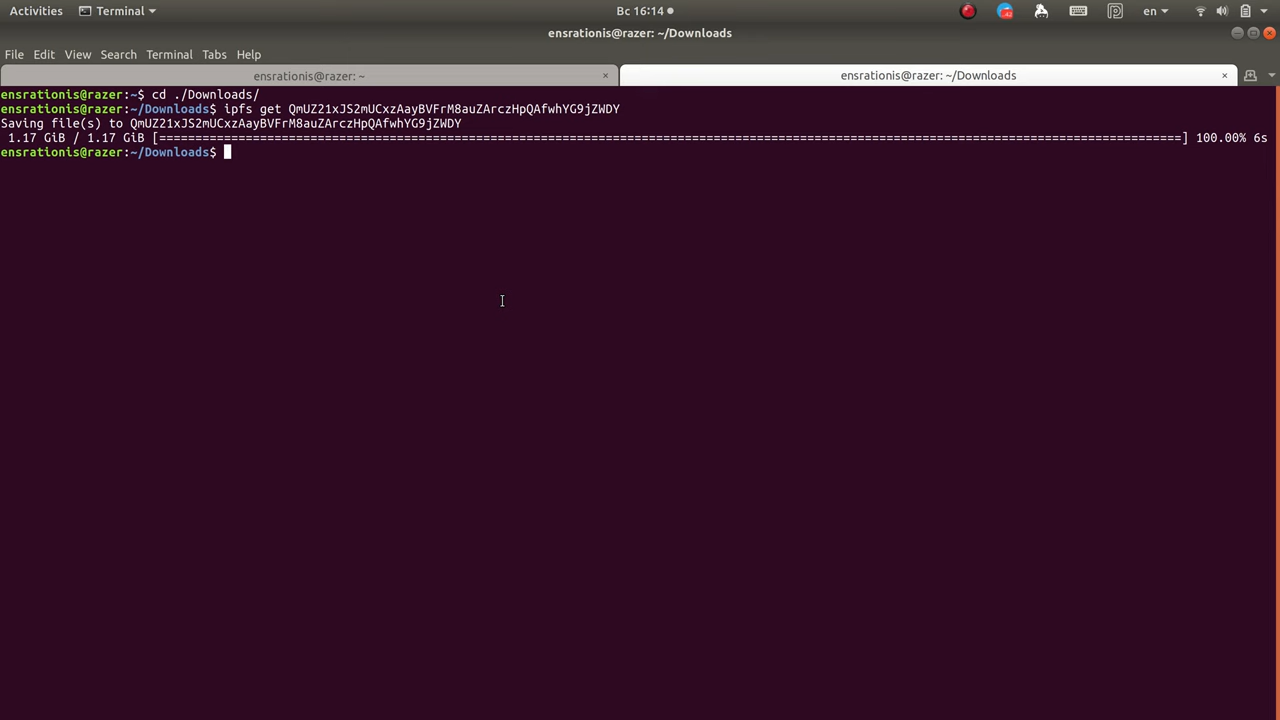 Activities Terminal Вс 16:14 en
ensrationis@razer: ~/Downloads
File Edit View Search Terminal Tabs Help
ensrationis@razer: ~ × ensrationis@razer: ~/Downloads ×
ensrationis@razer:~$ cd ./Downloads/
ensrationis@razer:~/Downloads$ ipfs get QmUZ21xJS2mUCxzAayBVFrM8auZArczHpQAfwhYG9jZWDY
Saving file(s) to QmUZ21xJS2mUCxzAayBVFrM8auZArczHpQAfwhYG9jZWDY
1.17 GiB / 1.17 GiB [==============================================================================================================================================] 100.00% 6s
ensrationis@razer:~/Downloads$